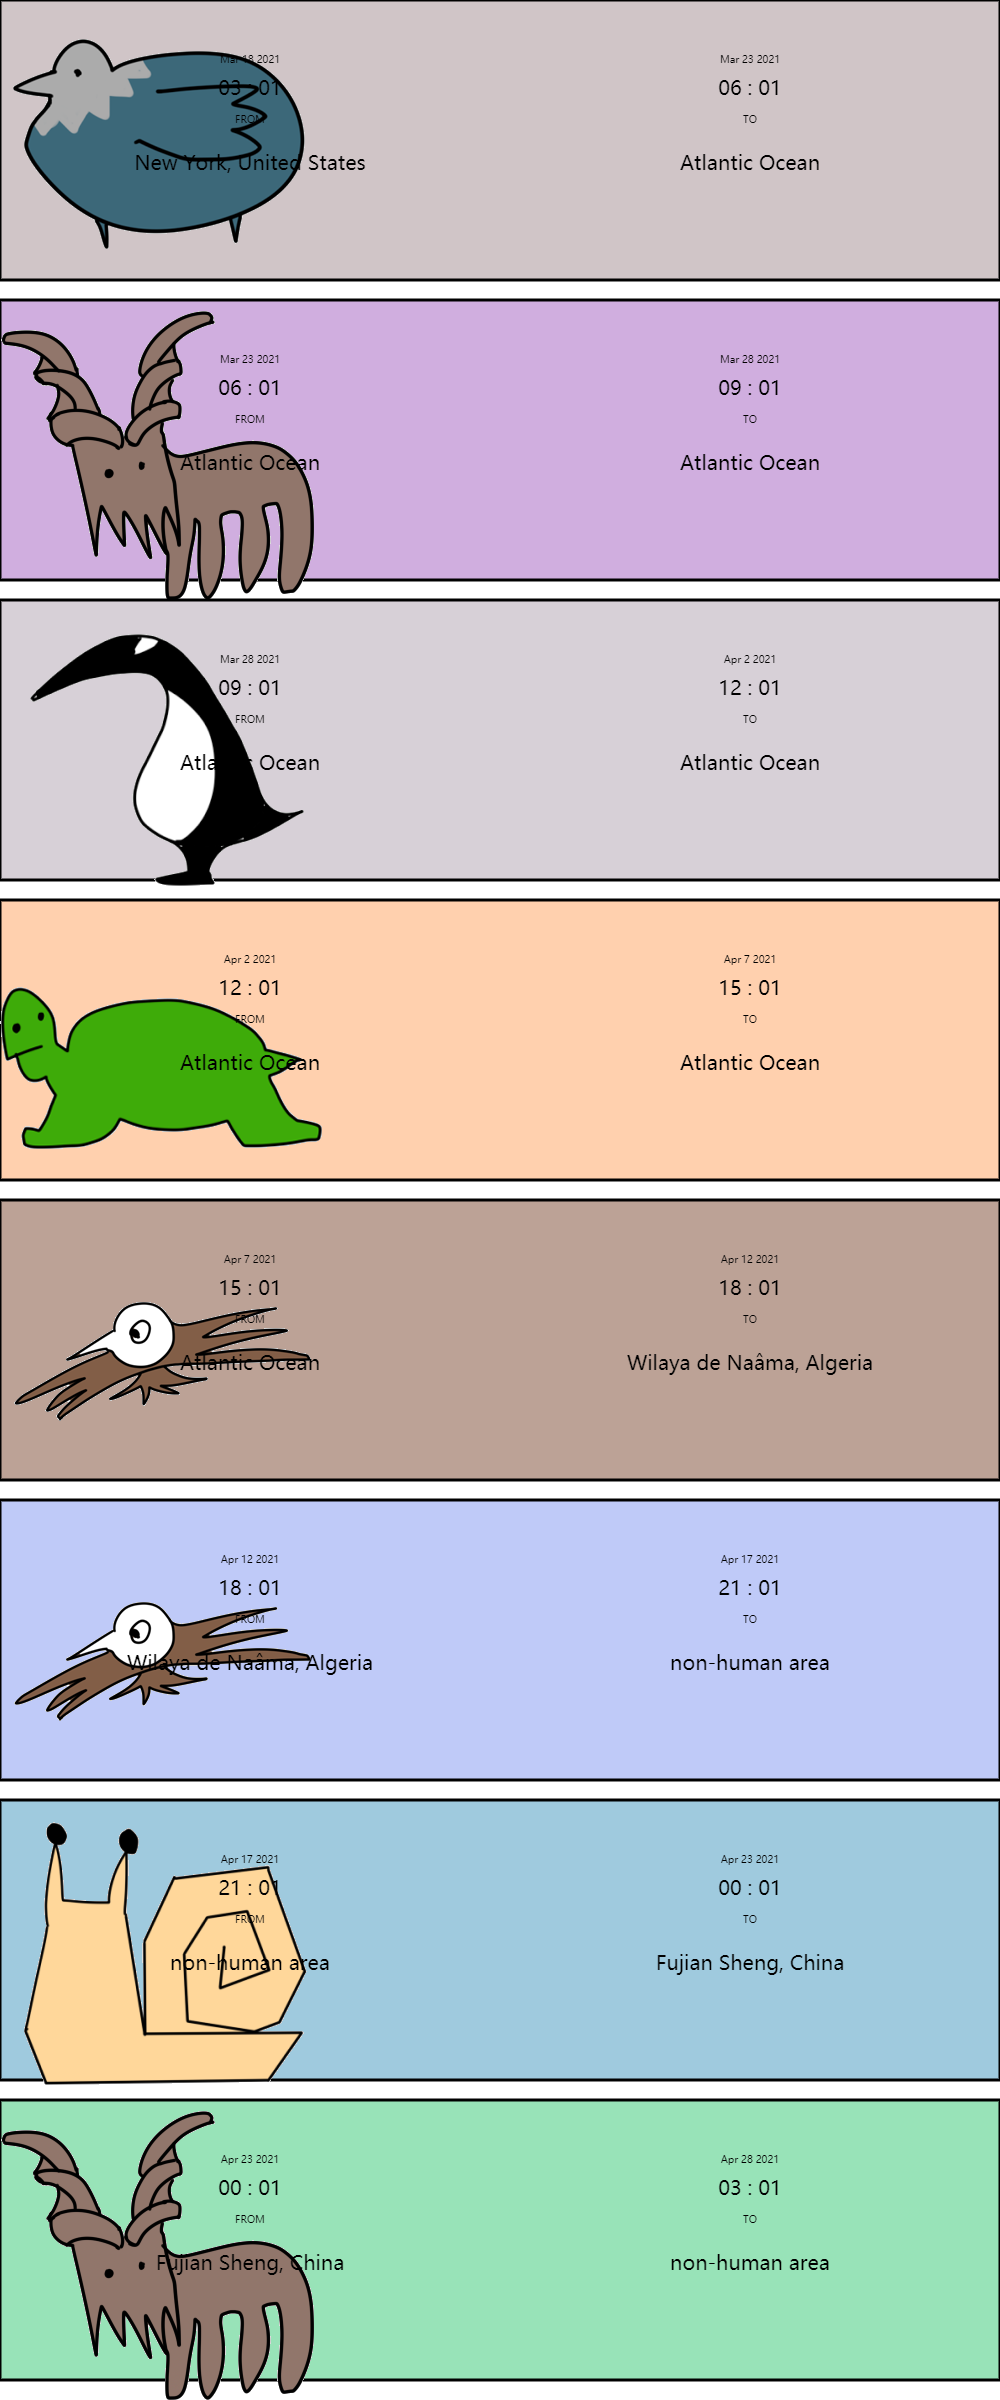 Mar 18 2021
03 : 01
FROM
New York, United States
Mar 23 2021
06 : 01
TO
Atlantic Ocean
Mar 23 2021
06 : 01
FROM
Atlantic Ocean
Mar 28 2021
09 : 01
TO
Atlantic Ocean
Mar 28 2021
09 : 01
FROM
Atlantic Ocean
Apr 2 2021
12 : 01
TO
Atlantic Ocean
Apr 2 2021
12 : 01
FROM
Atlantic Ocean
Apr 7 2021
15 : 01
TO
Atlantic Ocean
Apr 7 2021
15 : 01
FROM
Atlantic Ocean
Apr 12 2021
18 : 01
TO
Wilaya de Naâma, Algeria
Apr 12 2021
18 : 01
FROM
Wilaya de Naâma, Algeria
Apr 17 2021
21 : 01
TO
non-human area
Apr 17 2021
21 : 01
FROM
non-human area
Apr 23 2021
00 : 01
TO
Fujian Sheng, China
Apr 23 2021
00 : 01
FROM
Fujian Sheng, China
Apr 28 2021
03 : 01
TO
non-human area